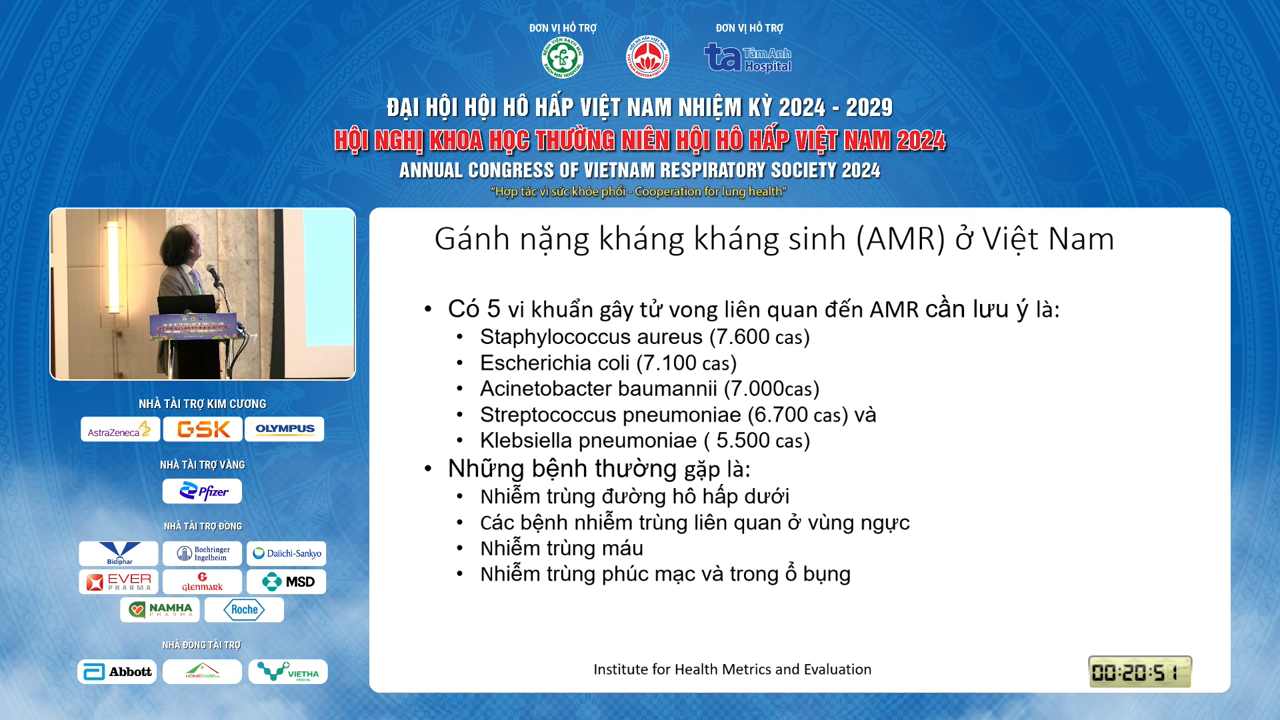 ĐƠN VỊ HỖ TRỢ
ĐƠN VỊ HỖ TRỢ
ta TâmAnh Hospital
ĐẠI HỘI HỘI HÔ HẤP VIỆT NAM NHIỆM KỲ 2024 - 2029
HỘI NGHỊ KHOA HỌC THƯỜNG NIÊN HỘI HÔ HẤP VIỆT NAM 2024
ANNUAL CONGRESS OF VIETNAM RESPIRATORY SOCIETY 2024
"Hợp tác vì sức khỏe phổi - Cooperation for lung health"
NHÀ TÀI TRỢ KIM CƯƠNG
AstraZeneca
GSK
OLYMPUS
NHÀ TÀI TRỢ VÀNG
Pfizer
NHÀ TÀI TRỢ ĐỒNG
Bidiphar
Boehringer Ingelheim
Daiichi-Sankyo
EVER PHARMA
GLENMARK
MSD
NAMHA PHARMA
Roche
NHÀ ĐỒNG TÀI TRỢ
Abbott
VIETHA
Gánh nặng kháng kháng sinh (AMR) ở Việt Nam
• Có 5 vi khuẩn gây tử vong liên quan đến AMR cần lưu ý là:
• Staphylococcus aureus (7.600 cas)
• Escherichia coli (7.100 cas)
• Acinetobacter baumannii (7.000cas)
• Streptococcus pneumoniae (6.700 cas) và
• Klebsiella pneumoniae ( 5.500 cas)
• Những bệnh thường gặp là:
• Nhiễm trùng đường hô hấp dưới
• Các bệnh nhiễm trùng liên quan ở vùng ngực
• Nhiễm trùng máu
• Nhiễm trùng phúc mạc và trong ổ bụng
Institute for Health Metrics and Evaluation
00:20:51